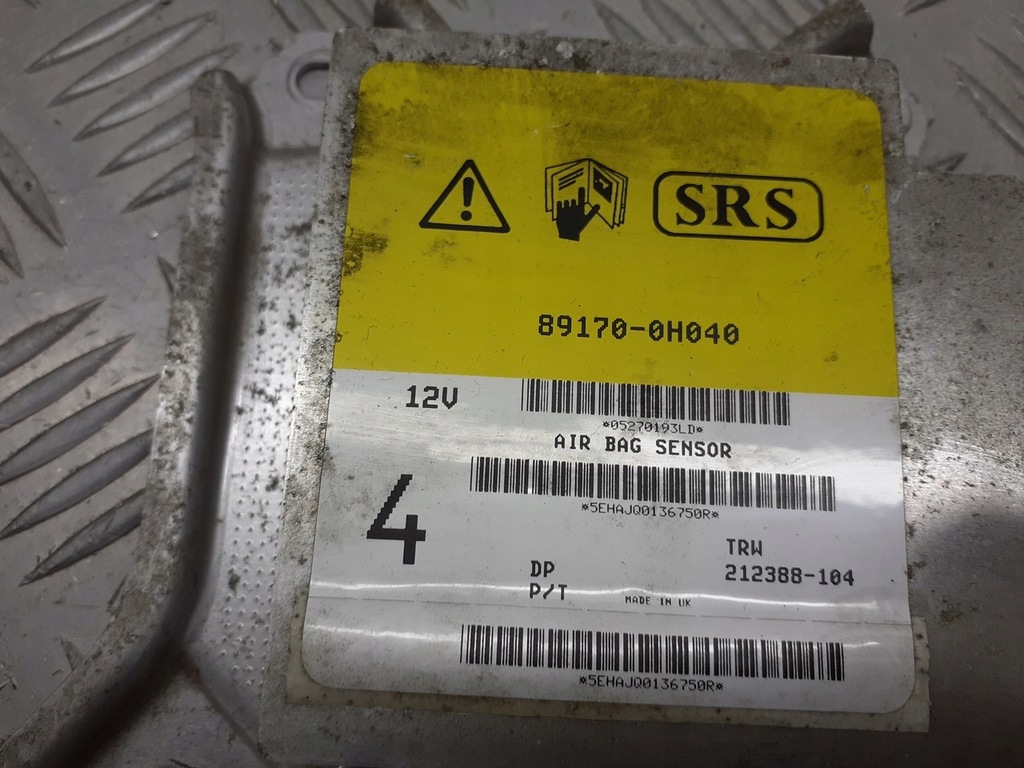 SRS
89170-0H040
12V
*05270193LD*
AIR BAG SENSOR
*5EHAJQ0136750R*
4
TRW
DP
212388-104
P/T
MADE IN UK
*5EHAJQ0136750R*